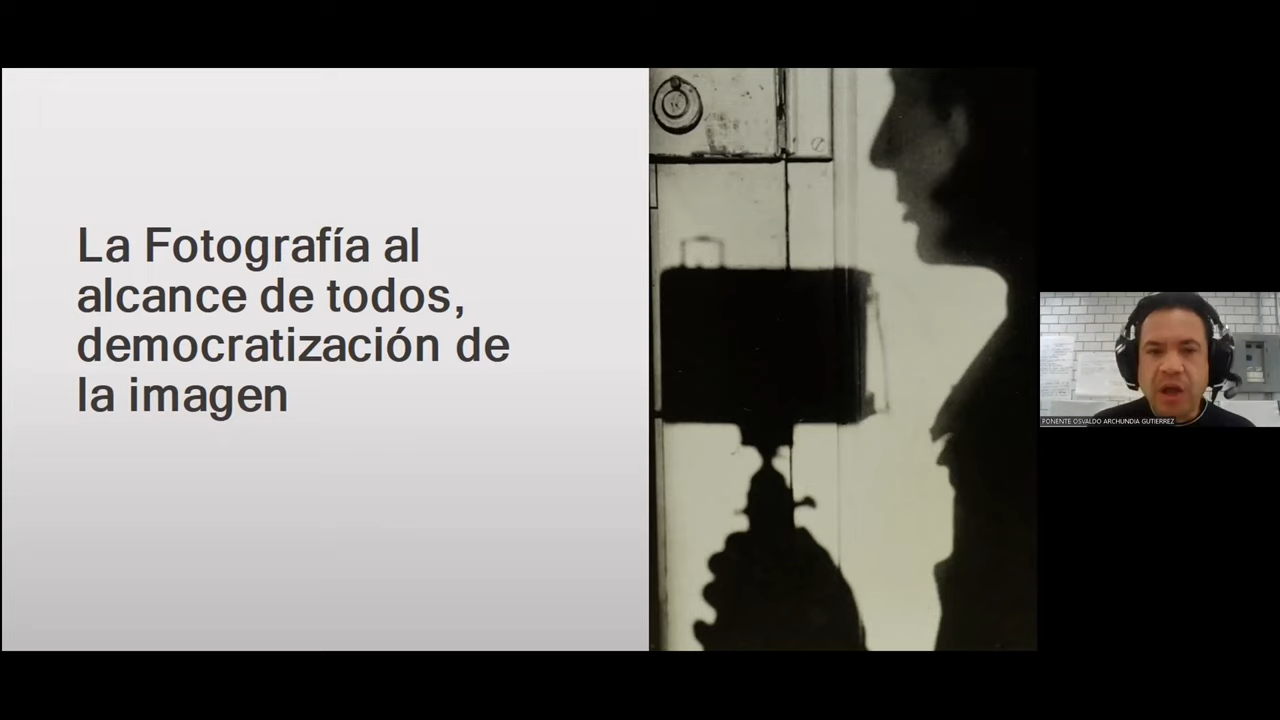 La Fotografía al
alcance de todos,
democratización de
la imagen
PONENTE OSVALDO ARCHUNDIA GUTIERREZ